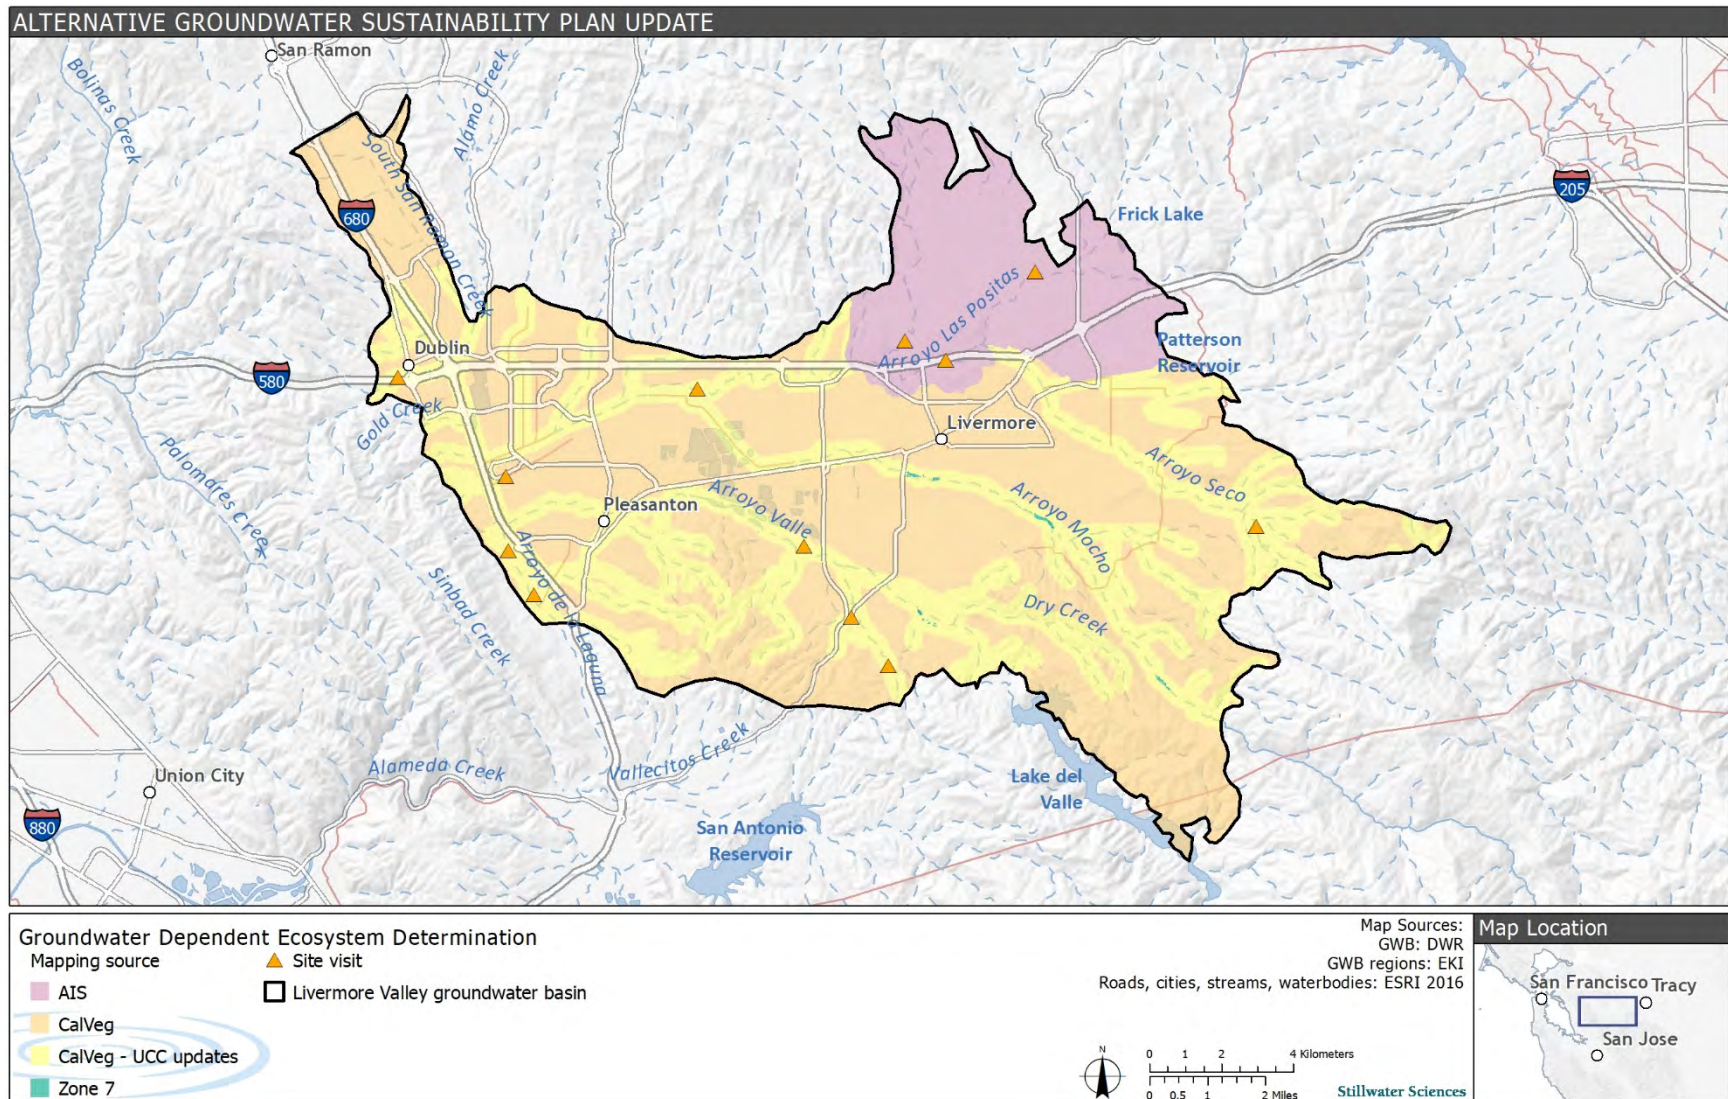 ALTERNATIVE GROUNDWATER SUSTAINABILITY PLAN UPDATE
San Ramon
Bolinas Creek
Alamo Creek
South San Ramon Creek
680
205
Frick Lake
Arroyo Las Positas
Patterson
Reservoir
Dublin
580
Gold Creek
Livermore
Palomares Creek
Arroyo Seco
Arroyo Mocho
Pleasanton
Arroyo Valle
Arroyo de la Laguna
Sinbad Creek
Dry Creek
Vallecitos Creek
Alameda Creek
Union City
Lake del
Valle
San Antonio
Reservoir
880
Groundwater Dependent Ecosystem Determination
Mapping source
AIS
CalVeg
CalVeg - UCC updates
Zone 7
Site visit
Livermore Valley groundwater basin
Map Sources:
GWB: DWR
GWB regions: EKI
Roads, cities, streams, waterbodies: ESRI 2016
N
0 1 2 4 Kilometers
0 0.5 1 2 Miles
Stillwater Sciences
Map Location
San Francisco
Tracy
San Jose